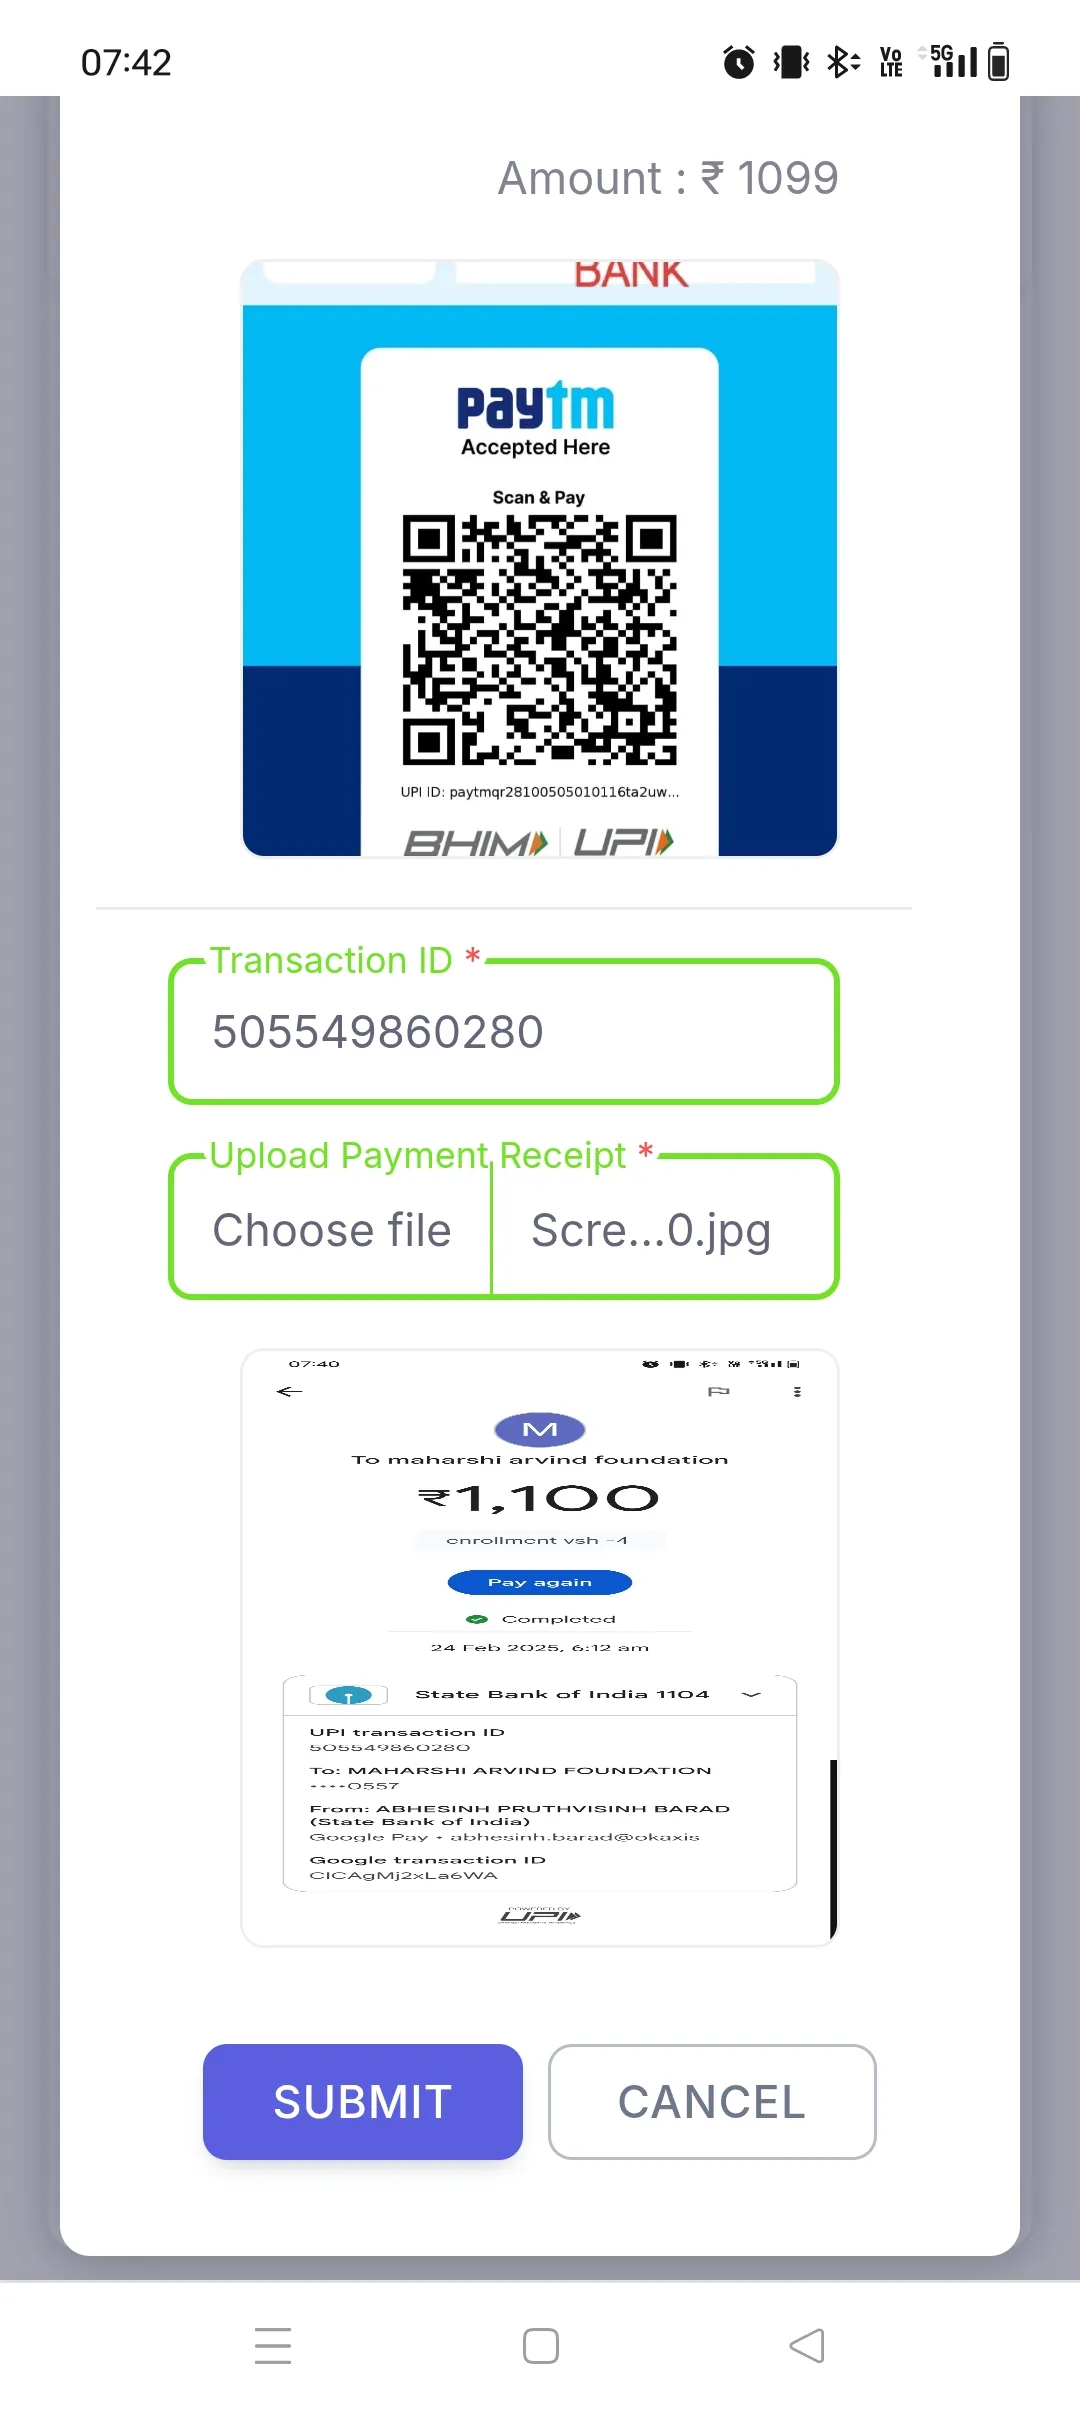 07:42
Vo LTE 5G
Amount : ₹ 1099
BANK
paytm
Accepted Here
Scan & Pay
UPI ID: paytmqr28100505010116ta2uw...
BHIM UPI
Transaction ID *
505549860280
Upload Payment Receipt *
Choose file Scre...0.jpg
07:40
M
To maharshi arvind foundation
₹1,100
enrollment vsh -4
Pay again
Completed
24 Feb 2025, 6:12 am
State Bank of India 1104
UPI transaction ID
505549860280
To: MAHARSHI ARVIND FOUNDATION
••••0557
From: ABHESINH PRUTHVISINH BARAD
(State Bank of India)
Google Pay • abhesinh.barad@okaxis
Google transaction ID
CICAgMj2xLa6WA
POWERED BY
UPI
SUBMIT CANCEL